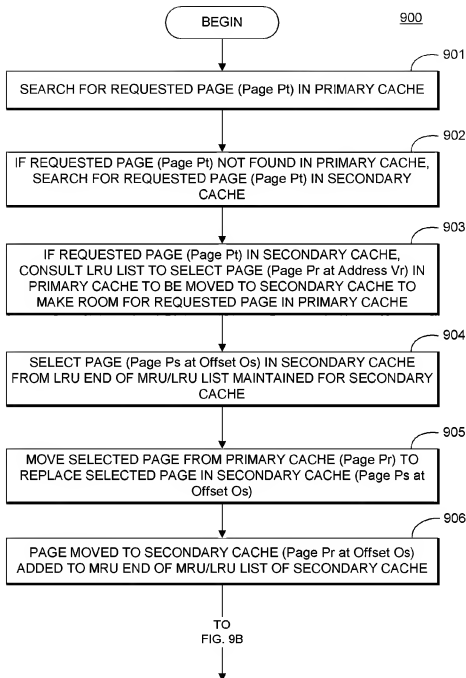 BEGIN
900
901
SEARCH FOR REQUESTED PAGE (Page Pt) IN PRIMARY CACHE
902
IF REQUESTED PAGE (Page Pt) NOT FOUND IN PRIMARY CACHE,
SEARCH FOR REQUESTED PAGE (Page Pt) IN SECONDARY
CACHE
903
IF REQUESTED PAGE (Page Pt) IN SECONDARY CACHE,
CONSULT LRU LIST TO SELECT PAGE (Page Pr at Address Vr) IN
PRIMARY CACHE TO BE MOVED TO SECONDARY CACHE TO
MAKE ROOM FOR REQUESTED PAGE IN PRIMARY CACHE
904
SELECT PAGE (Page Ps at Offset Os) IN SECONDARY CACHE
FROM LRU END OF MRU/LRU LIST MAINTAINED FOR SECONDARY
CACHE
905
MOVE SELECTED PAGE FROM PRIMARY CACHE (Page Pr) TO
REPLACE SELECTED PAGE IN SECONDARY CACHE (Page Ps at
Offset Os)
906
PAGE MOVED TO SECONDARY CACHE (Page Pr at Offset Os)
ADDED TO MRU END OF MRU/LRU LIST OF SECONDARY CACHE
TO
FIG. 9B